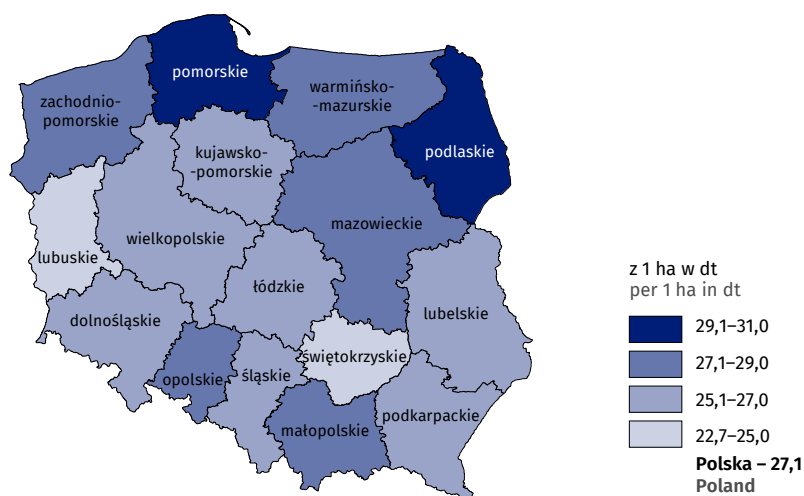 pomorskie
zachodnio-
-pomorskie
warmińsko-
-mazurskie
kujawsko-
-pomorskie
podlaskie
mazowieckie
wielkopolskie
lubuskie
łódzkie
lubelskie
dolnośląskie
świętokrzyskie
opolskie
śląskie
podkarpackie
małopolskie
z 1 ha w dt
per 1 ha in dt
29,1–31,0
27,1–29,0
25,1–27,0
22,7–25,0
Polska – 27,1
Poland